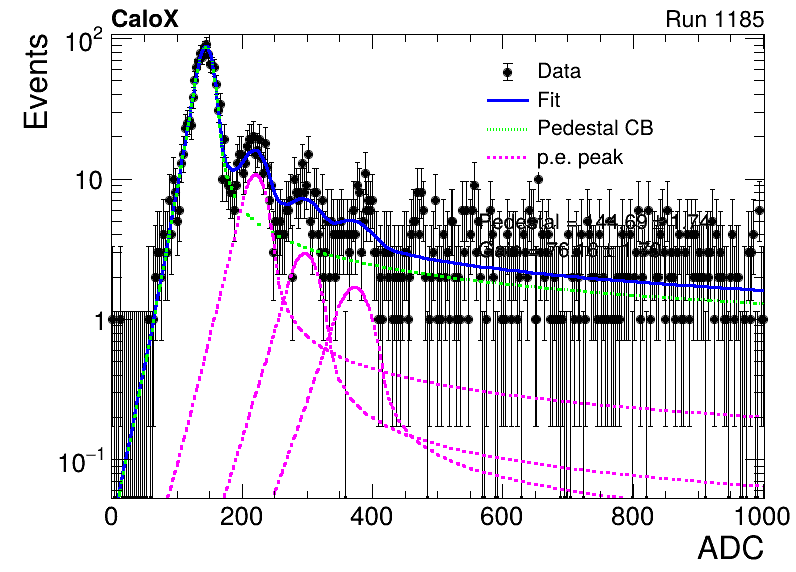 CaloX Run 1185
Events
Data
Fit
Pedestal CB
p.e. peak
Pedestal =
10²
10
1
10⁻¹
0 200 400 600 800 1000
ADC